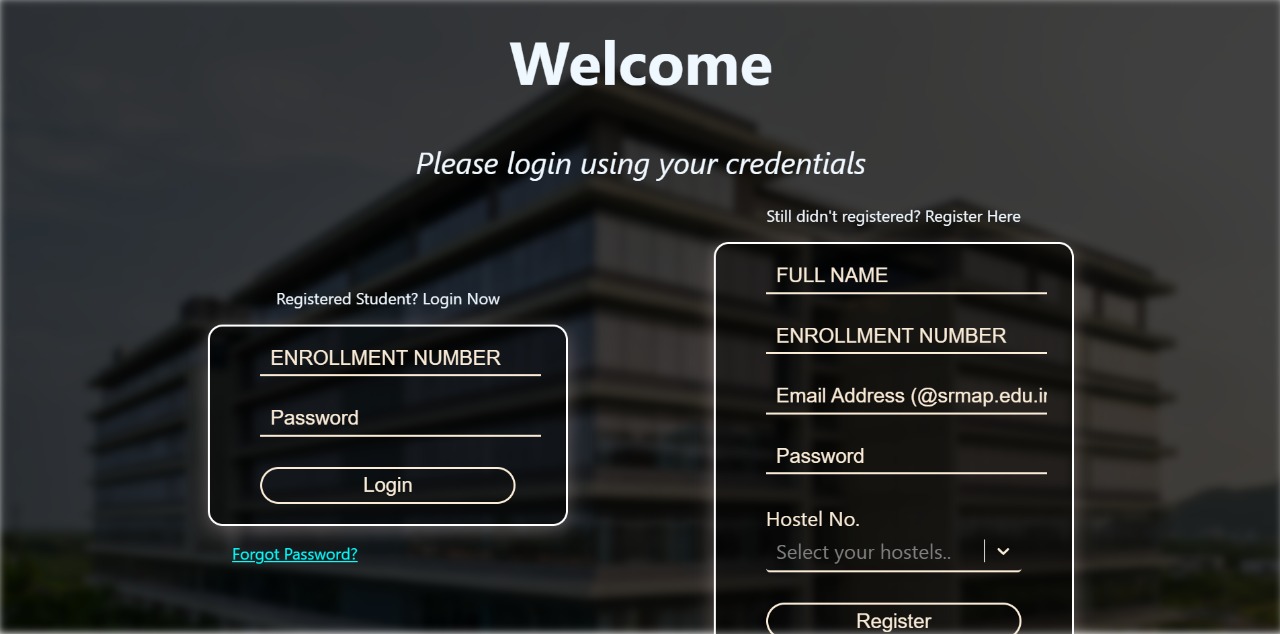 Welcome
Please login using your credentials
Registered Student? Login Now
ENROLLMENT NUMBER
Password
Login
Forgot Password?
Still didn't registered? Register Here
FULL NAME
ENROLLMENT NUMBER
Email Address (@srmap.edu.in
Password
Hostel No.
Select your hostels..
Register